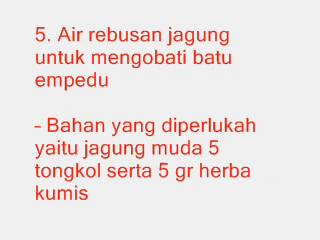 5. Air rebusan jagung
untuk mengobati batu
empedu
– Bahan yang diperlukah
yaitu jagung muda 5
tongkol serta 5 gr herba
kumis